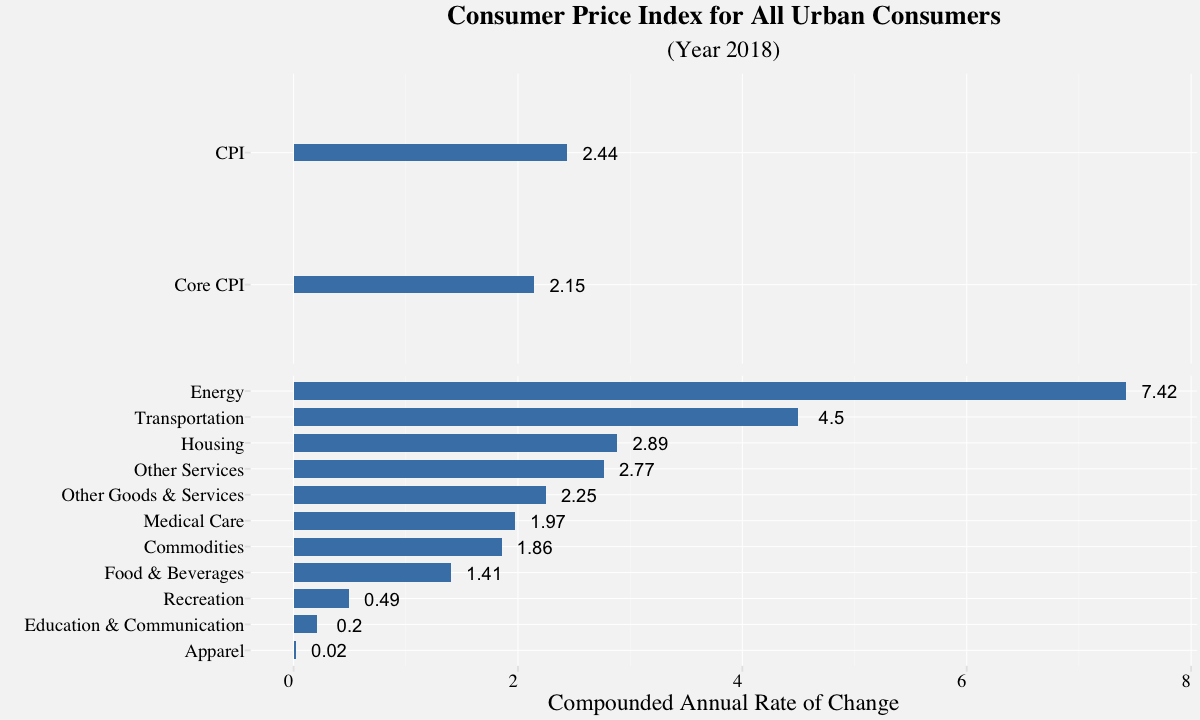 Consumer Price Index for All Urban Consumers
(Year 2018)
CPI 2.44
Core CPI 2.15
Energy 7.42
Transportation 4.5
Housing 2.89
Other Services 2.77
Other Goods & Services 2.25
Medical Care 1.97
Commodities 1.86
Food & Beverages 1.41
Recreation 0.49
Education & Communication 0.2
Apparel 0.02
0 2 4 6 8
Compounded Annual Rate of Change